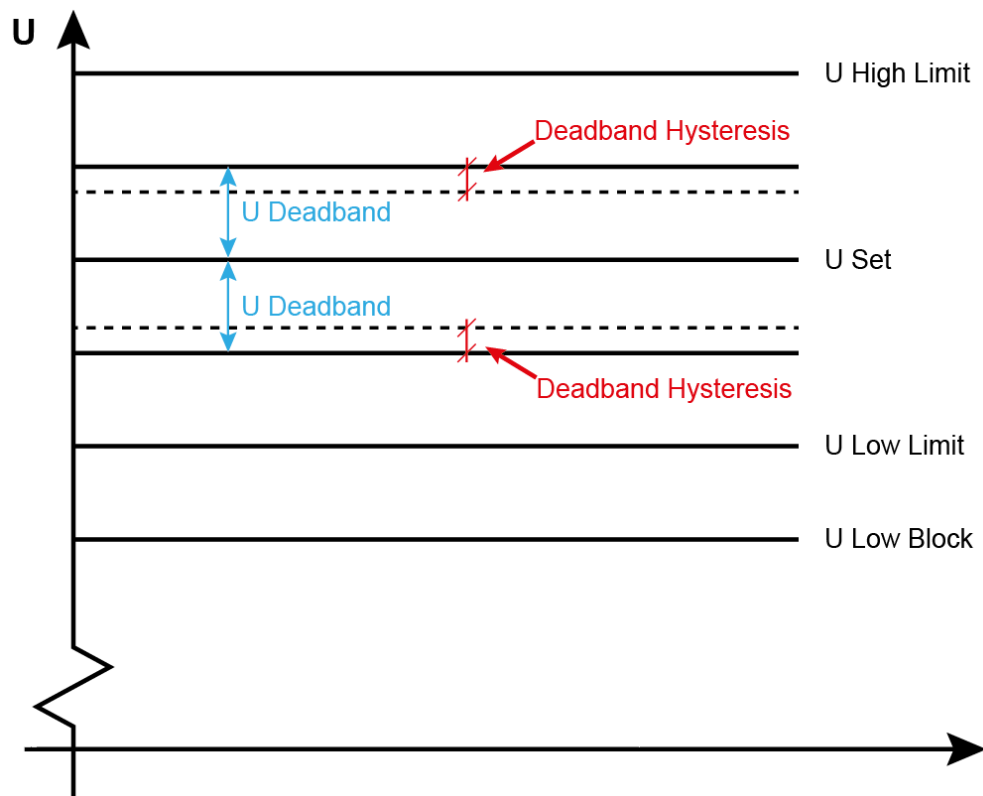 U
U High Limit
Deadband Hysteresis
U Deadband
U Set
U Deadband
Deadband Hysteresis
U Low Limit
U Low Block